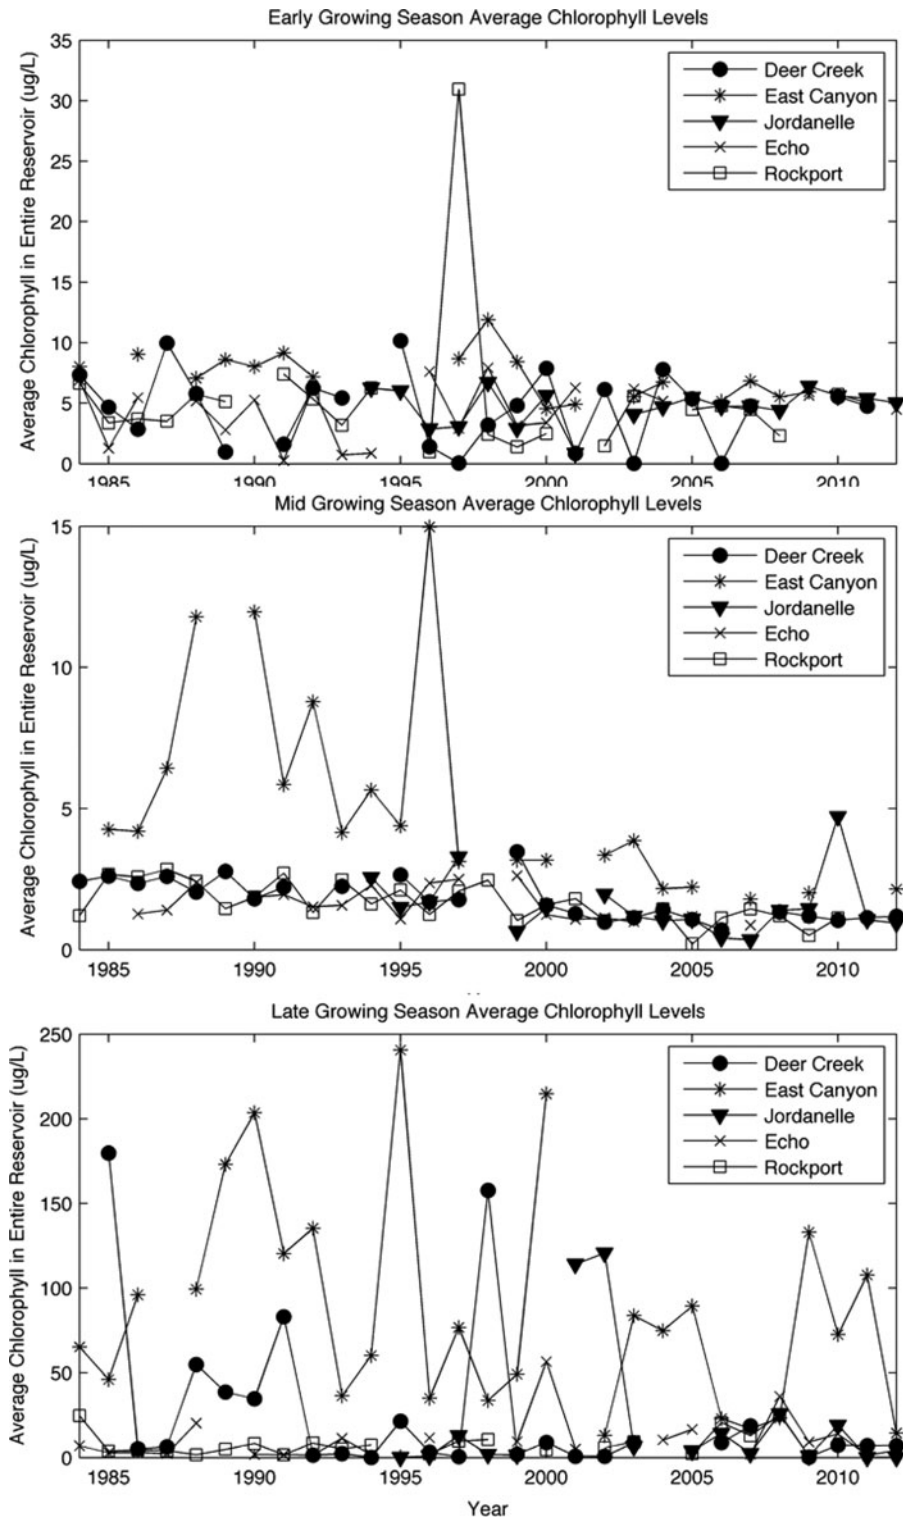 Early Growing Season Average Chlorophyll Levels
Average Chlorophyll in Entire Reservoir (ug/L)
35
30
25
20
15
10
5
0
Deer Creek
East Canyon
Jordanelle
Echo
Rockport
1985
1990
1995
2000
2005
2010
Mid Growing Season Average Chlorophyll Levels
Average Chlorophyll in Entire Reservoir (ug/L)
15
10
5
0
Deer Creek
East Canyon
Jordanelle
Echo
Rockport
1985
1990
1995
2000
2005
2010
Late Growing Season Average Chlorophyll Levels
Average Chlorophyll in Entire Reservoir (ug/L)
250
200
150
100
50
0
Deer Creek
East Canyon
Jordanelle
Echo
Rockport
1985
1990
1995
2000
2005
2010
Year